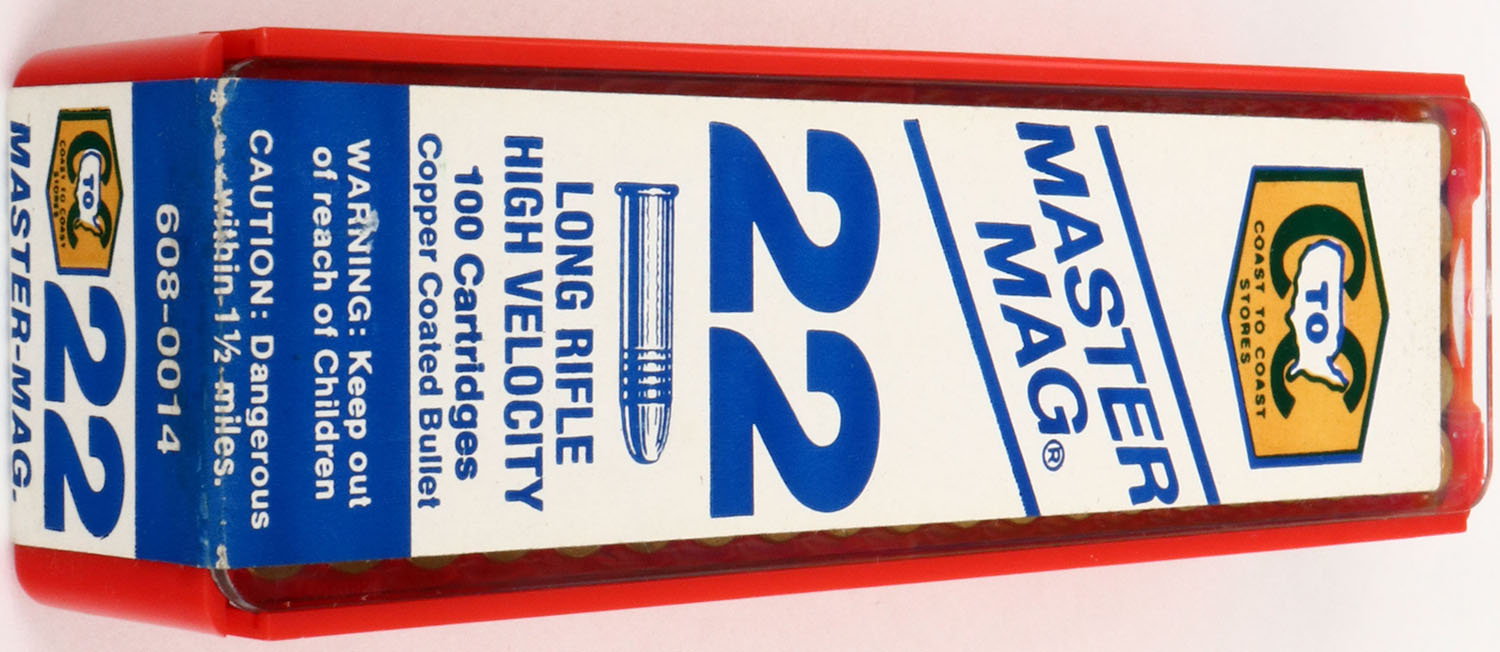 C TO C
COAST TO COAST
STORES
MASTER
MAG®
22
LONG RIFLE
HIGH VELOCITY
100 Cartridges
Copper Coated Bullet
WARNING: Keep out
of reach of Children
CAUTION: Dangerous
within 1½ miles.
608-0014
C TO C
COAST TO COAST
STORES
22
MASTER-MAG.